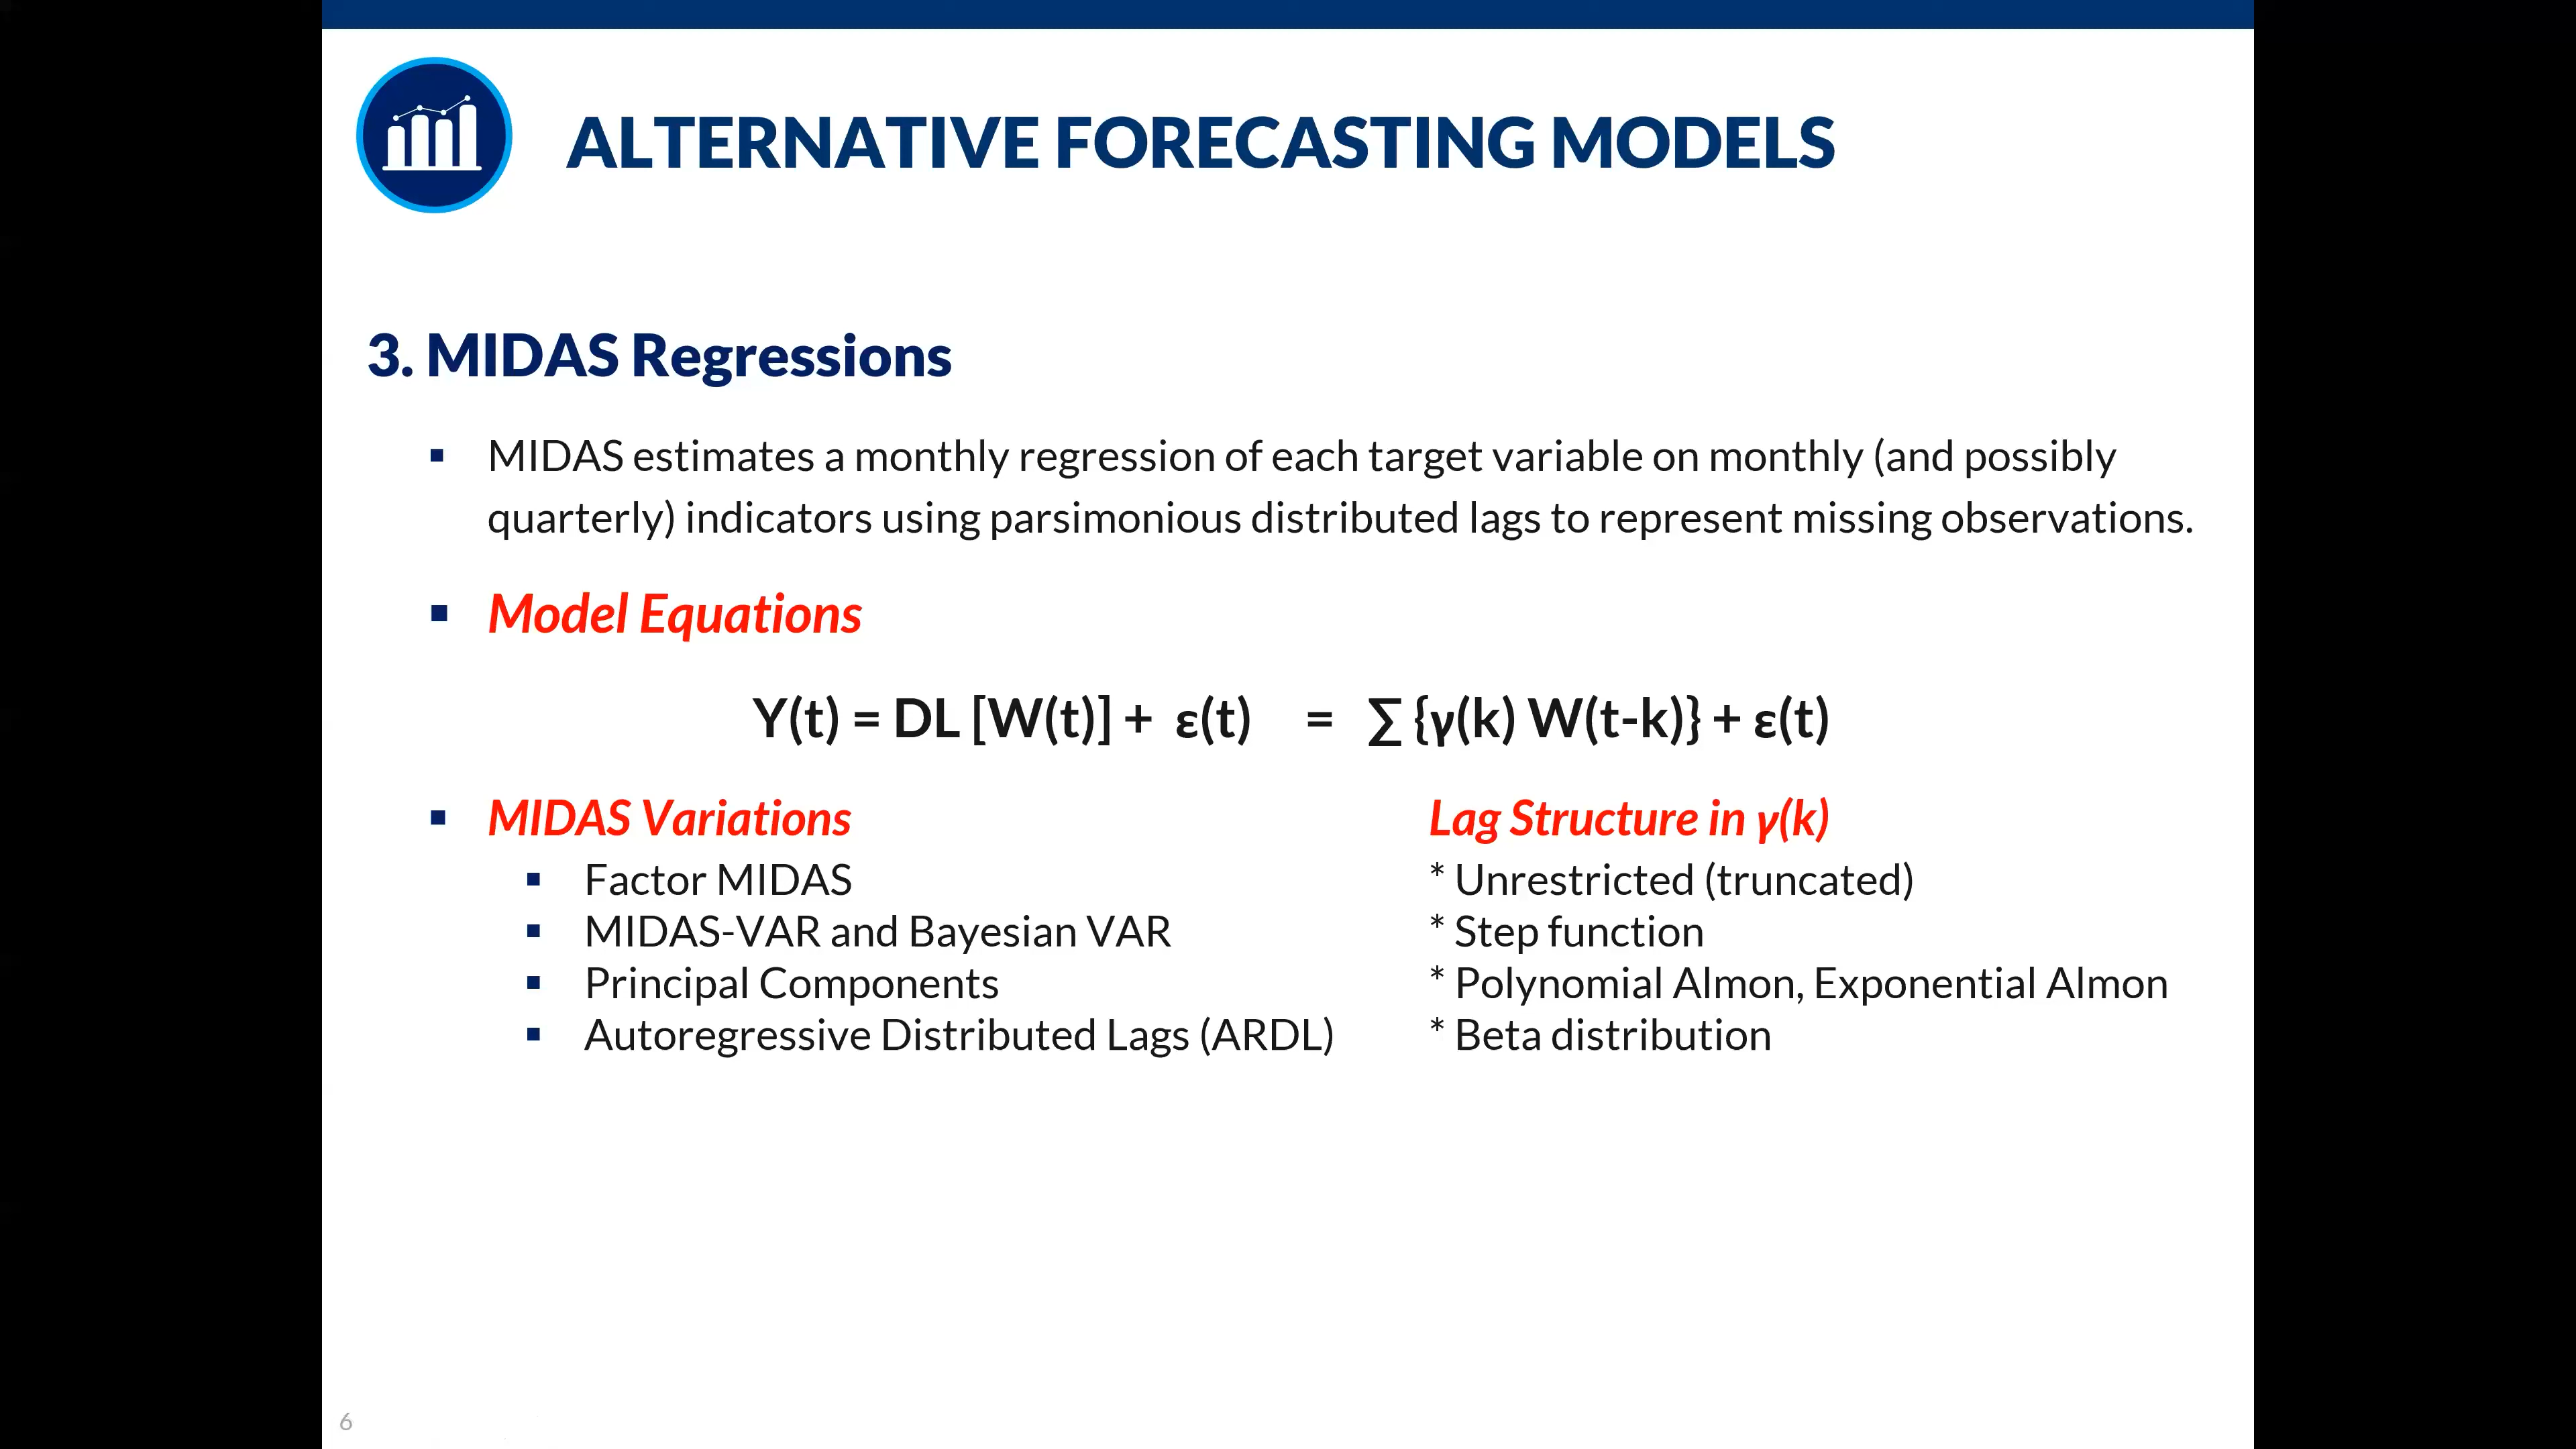 ALTERNATIVE FORECASTING MODELS
3. MIDAS Regressions
▪ MIDAS estimates a monthly regression of each target variable on monthly (and possibly
quarterly) indicators using parsimonious distributed lags to represent missing observations.
▪ Model Equations
Y(t) = DL [W(t)] + ε(t) = ∑ {γ(k) W(t-k)} + ε(t)
▪ MIDAS Variations
▪ Factor MIDAS
▪ MIDAS-VAR and Bayesian VAR
▪ Principal Components
▪ Autoregressive Distributed Lags (ARDL)
Lag Structure in γ(k)
* Unrestricted (truncated)
* Step function
* Polynomial Almon, Exponential Almon
* Beta distribution
6